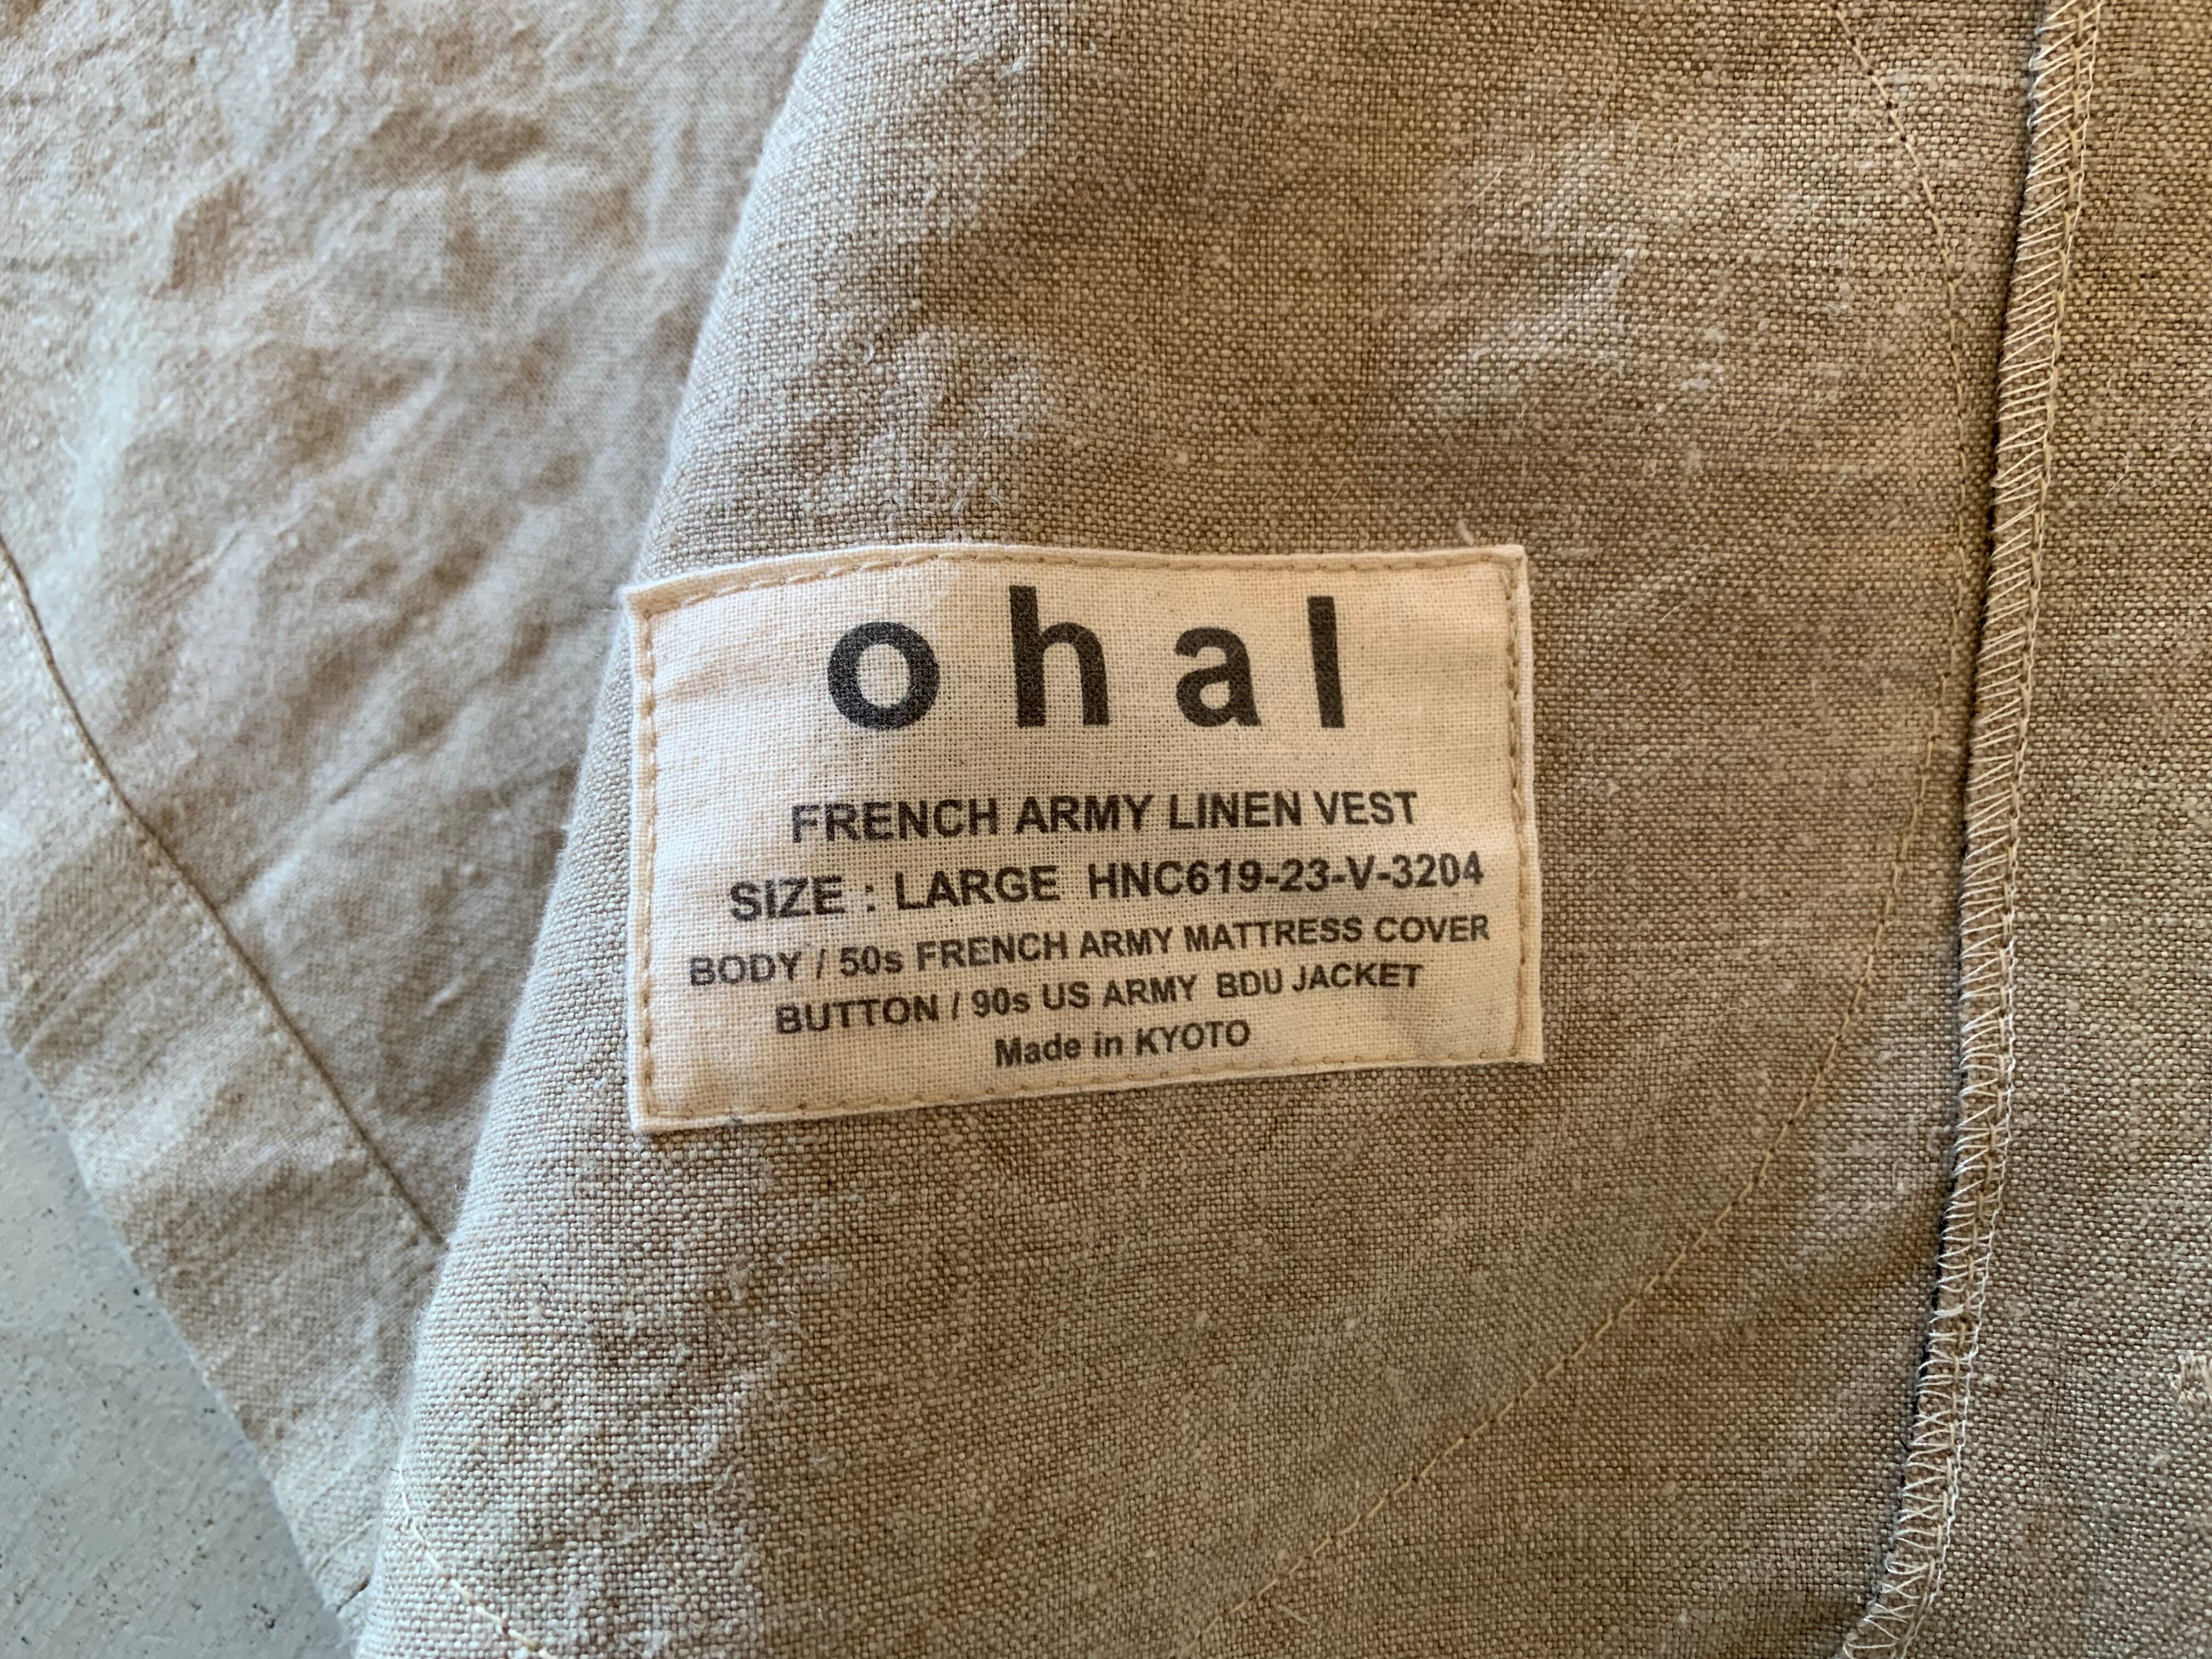 ohal
FRENCH ARMY LINEN VEST
SIZE : LARGE HNC619-23-V-3204
BODY / 50s FRENCH ARMY MATTRESS COVER
BUTTON / 90s US ARMY BDU JACKET
Made in KYOTO